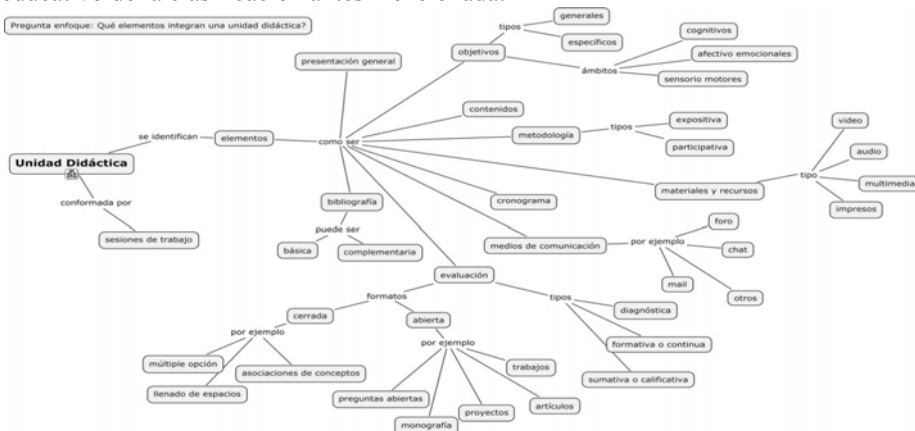 Pregunta enfoque: Qué elementos integran una unidad didáctica?
generales
tipos
específicos
objetivos
cognitivos
afectivo emocionales
ámbitos
sensorio motores
presentación general
contenidos
metodología
tipos
expositiva
participativa
se identifican
elementos
como ser
Unidad Didáctica
video
audio
tipo
multimedia
impresos
materiales y recursos
conformada por
sesiones de trabajo
bibliografía
puede ser
básica
complementaria
cronograma
medios de comunicación
por ejemplo
foro
chat
mail
otros
evaluación
formatos
tipos
cerrada
abierta
diagnóstica
formativa o continua
sumativa o calificativa
por ejemplo
múltiple opción
asociaciones de conceptos
llenado de espacios
por ejemplo
trabajos
preguntas abiertas
artículos
proyectos
monografía